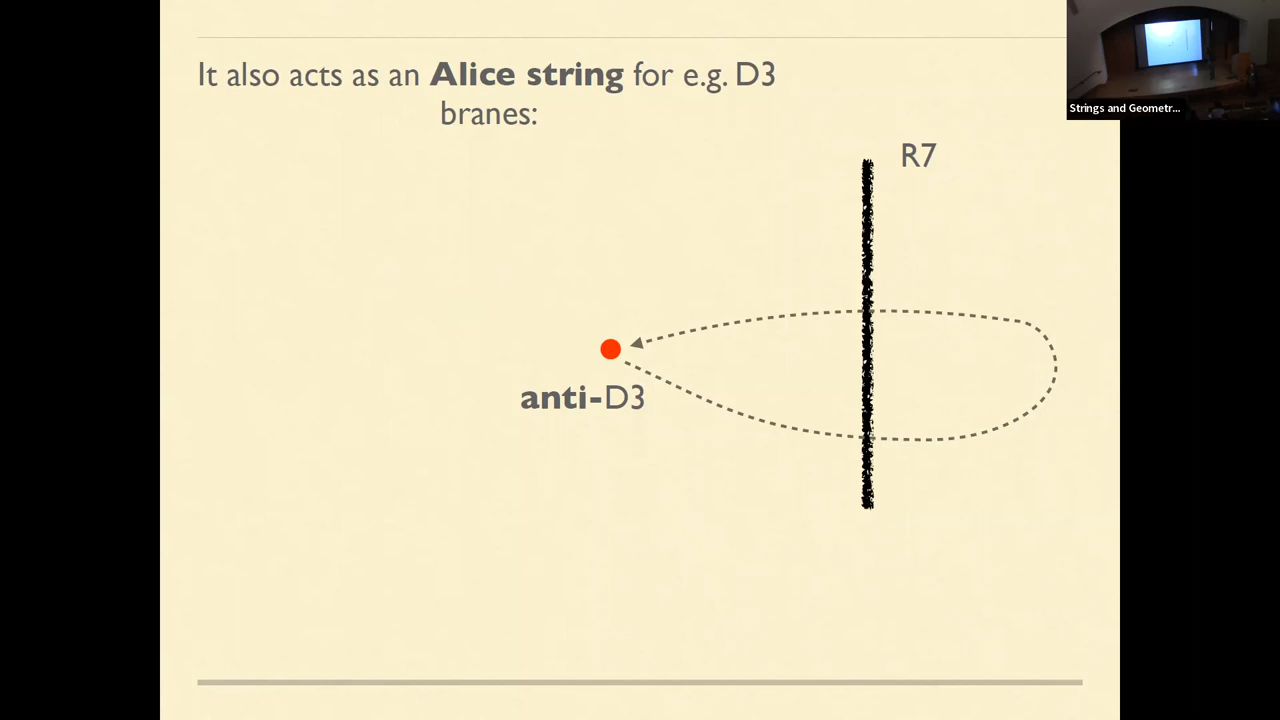 It also acts as an Alice string for e.g. D3
branes:
R7
anti-D3
Strings and Geometr...